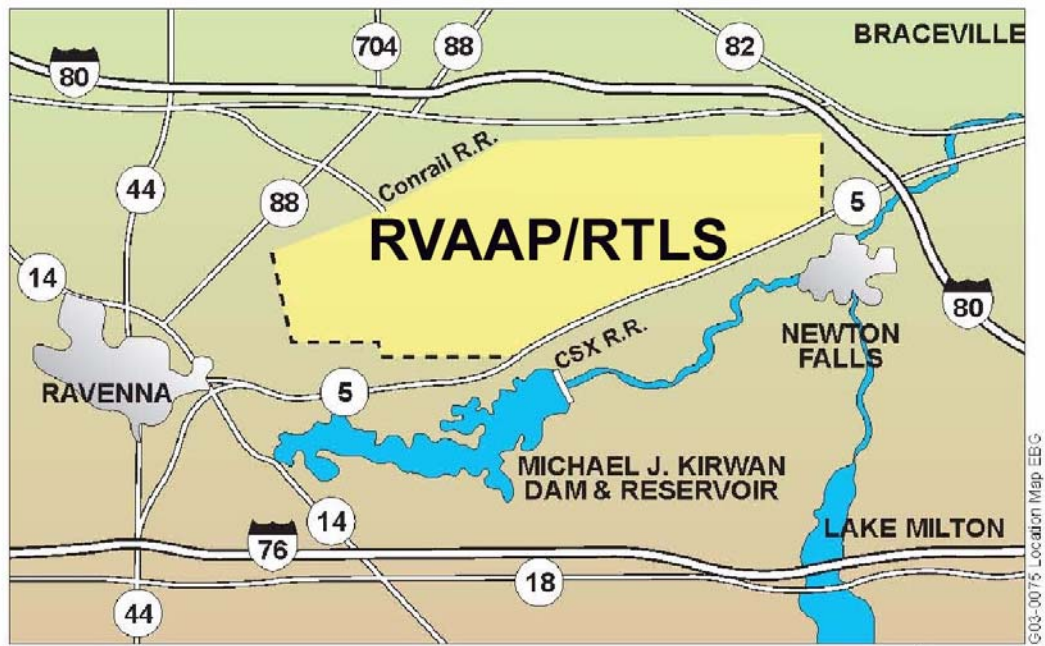 80
704
88
82
BRACEVILLE
44
88
Conrail R.R.
RVAAP/RTLS
5
14
80
NEWTON
FALLS
CSX R.R.
RAVENNA
5
MICHAEL J. KIRWAN
DAM & RESERVOIR
14
76
LAKE MILTON
18
44
G03-0075 Location Map EBG